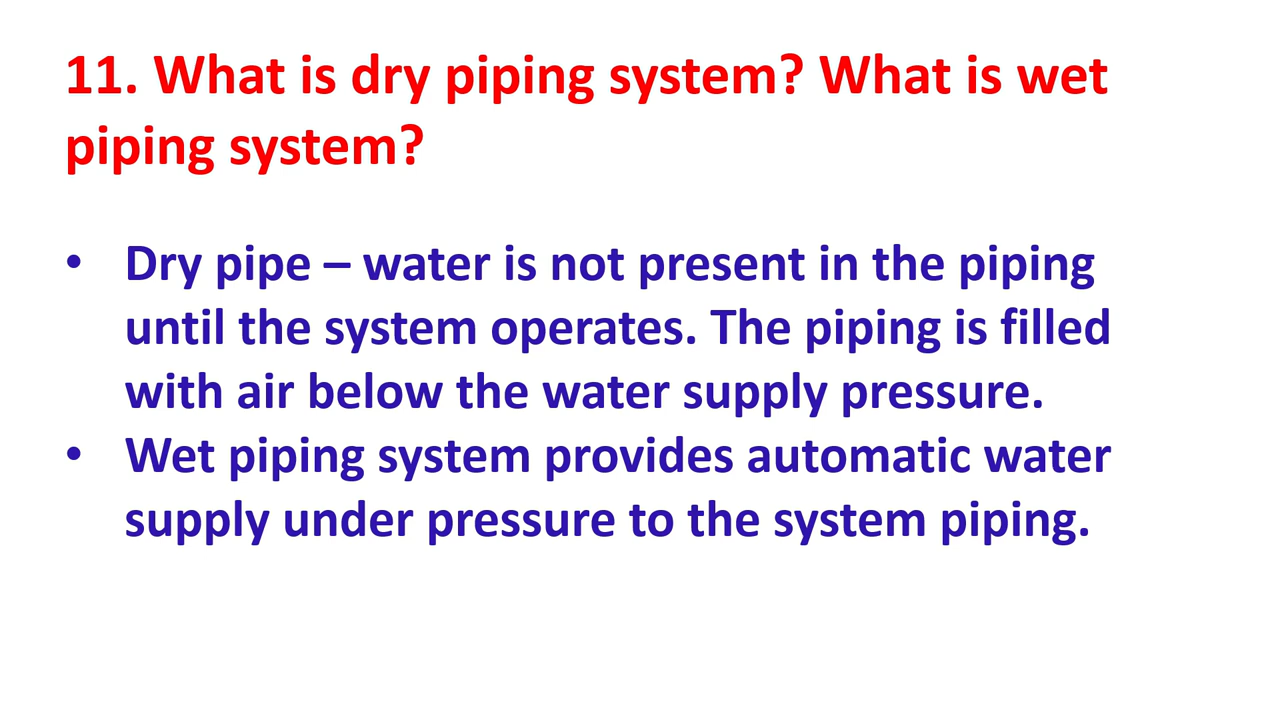 11. What is dry piping system? What is wet
piping system?
• Dry pipe – water is not present in the piping
until the system operates. The piping is filled
with air below the water supply pressure.
• Wet piping system provides automatic water
supply under pressure to the system piping.